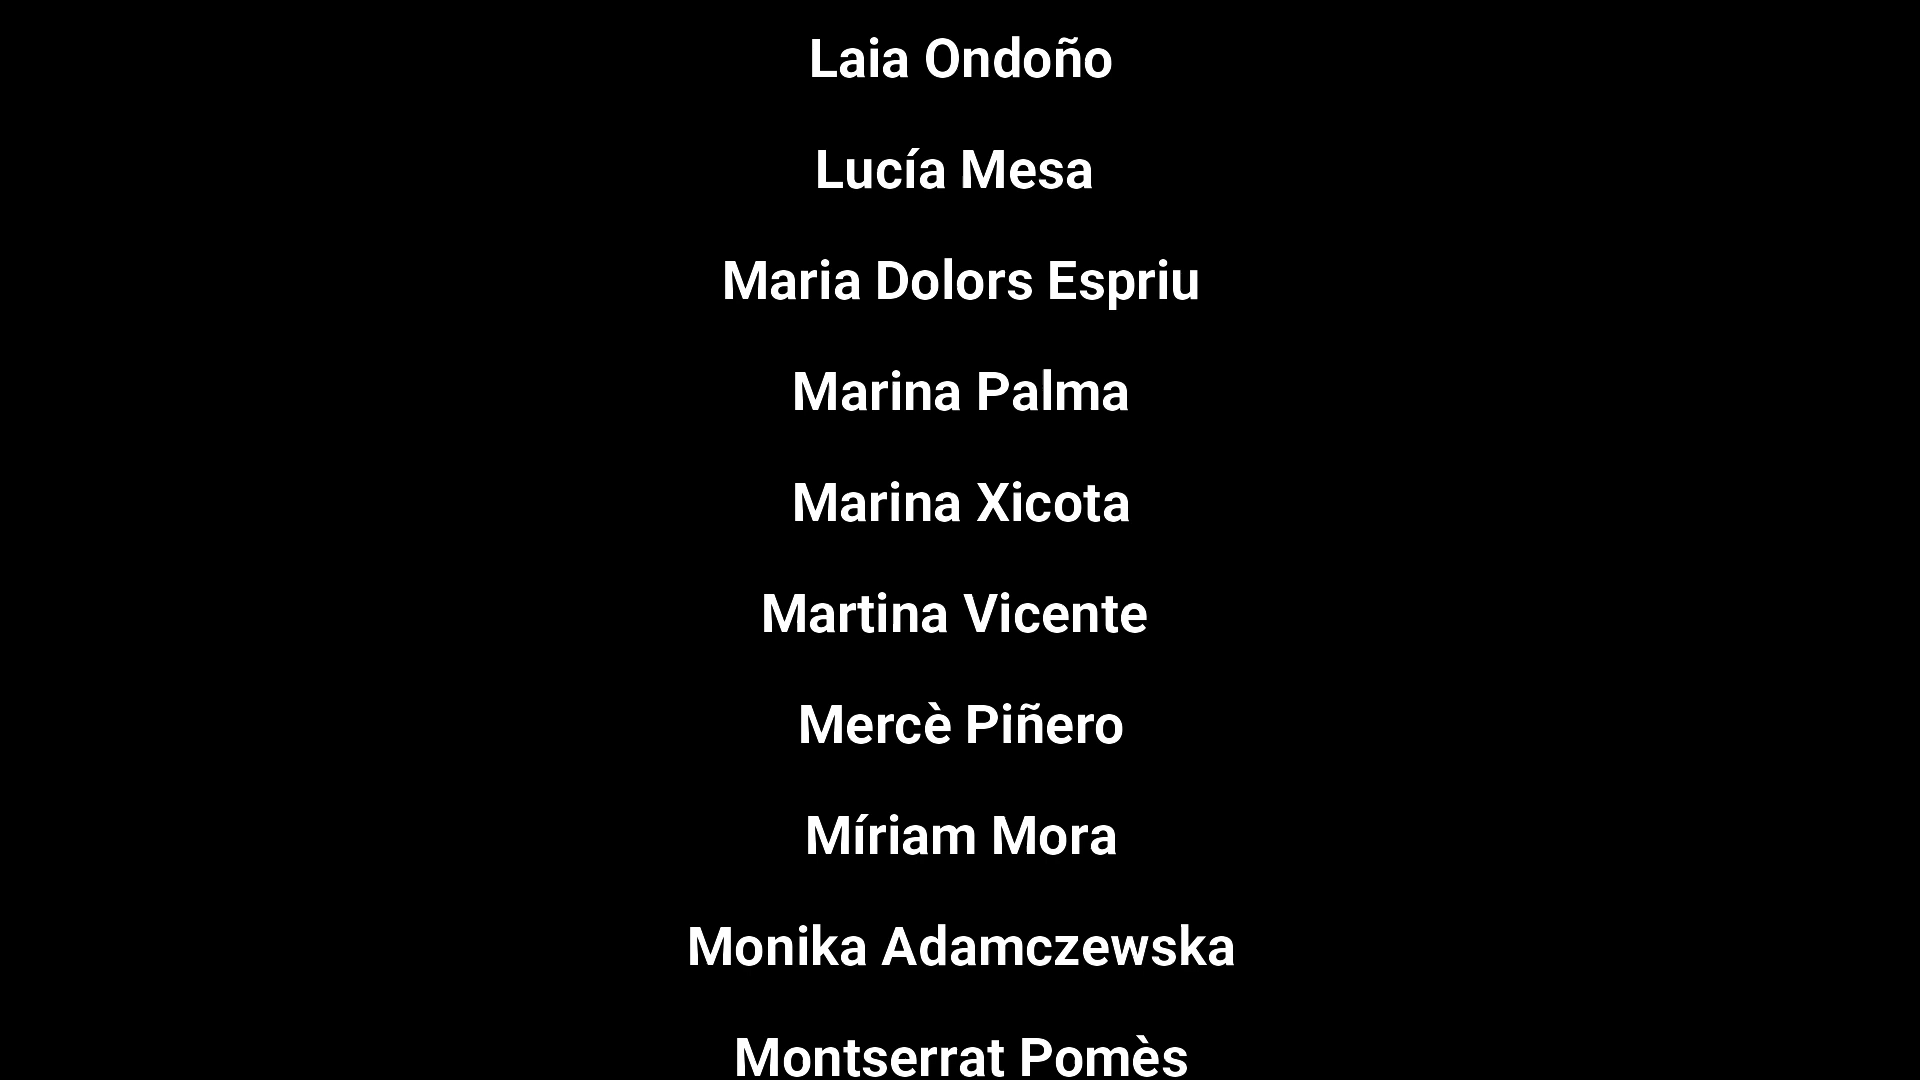 Laia Ondoño
Lucía Mesa
Maria Dolors Espriu
Marina Palma
Marina Xicota
Martina Vicente
Mercè Piñero
Míriam Mora
Monika Adamczewska
Montserrat Pomès